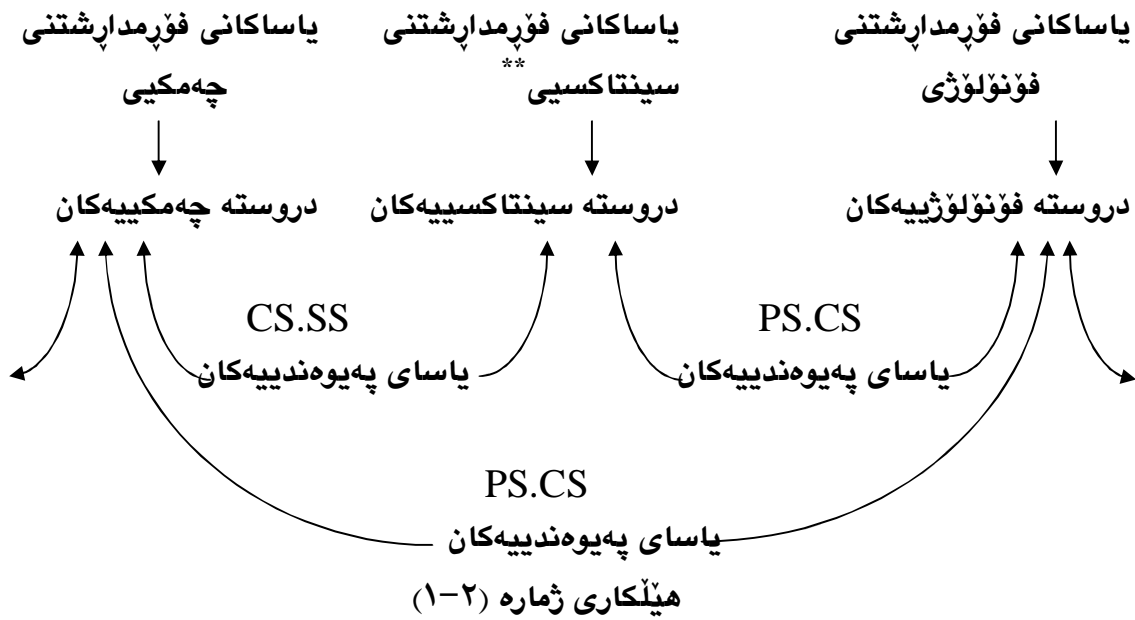 یاساکانی فۆڕمداڕشتنی یاساکانی فۆڕمداڕشتنی یاساکانی فۆڕمداڕشتنی
فۆنۆلۆژی سینتاکسیی** چەمکیی
دروستە فۆنۆلۆژییەکان دروستە سینتاکسییەکان دروستە چەمکییەکان
PS.CS CS.SS
یاسای پەیوەندییەکان یاسای پەیوەندییەکان
PS.CS
یاسای پەیوەندییەکان
هێڵکاری ژمارە (٢-١)